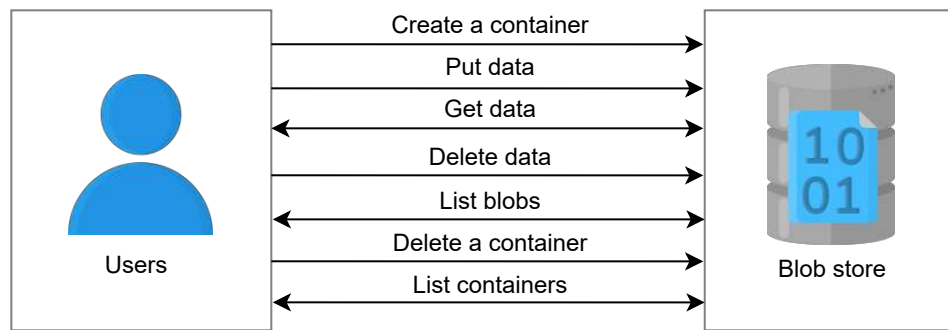 Create a container
Put data
Get data
Delete data
List blobs
Delete a container
List containers
Users
10
01
Blob store